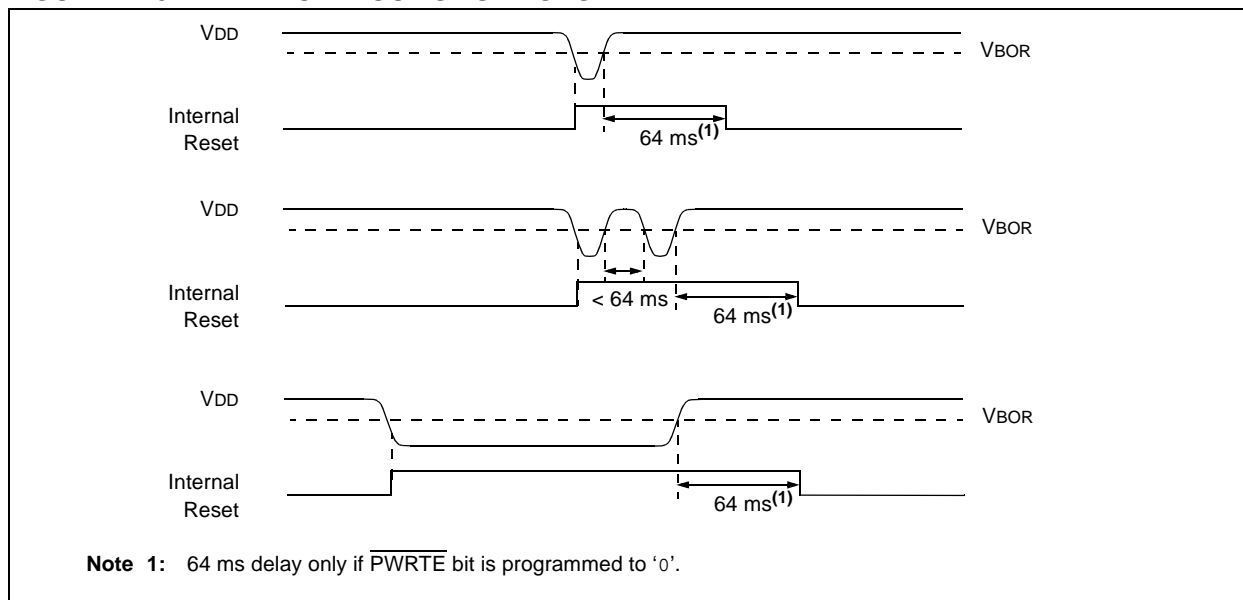 VDD
VBOR
Internal
Reset
64 ms(1)
VDD
VBOR
Internal
Reset
< 64 ms
64 ms(1)
VDD
VBOR
Internal
Reset
64 ms(1)
Note 1: 64 ms delay only if PWRTE bit is programmed to ‘0’.